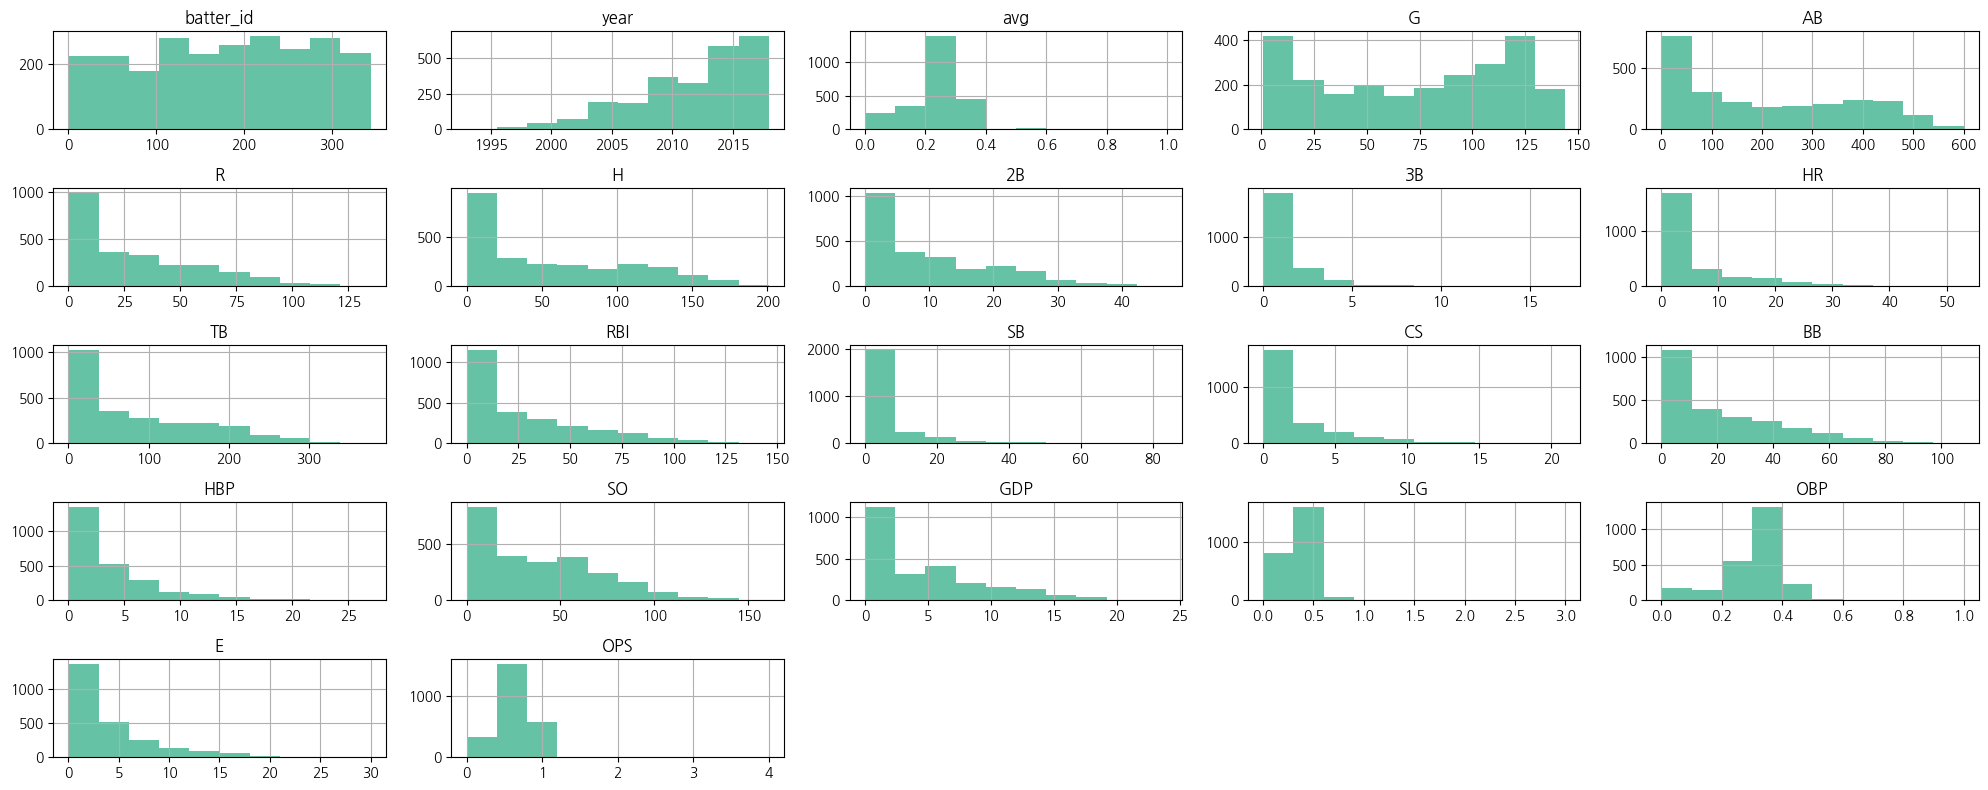 batter_id year avg G AB
200 0
0 100 200 300
500 250 0
1995 2000 2005 2010 2015
1000 500 0
0.0 0.2 0.4 0.6 0.8 1.0
400 200 0
0 25 50 75 100 125 150
500 0
0 100 200 300 400 500 600
R H 2B 3B HR
1000 500 0
0 25 50 75 100 125
500 0
0 50 100 150 200
1000 500 0
0 10 20 30 40
1000 0
0 5 10 15
1000 0
0 10 20 30 40 50
TB RBI SB CS BB
1000 500 0
0 100 200 300
1000 500 0
0 25 50 75 100 125 150
2000 1000 0
0 20 40 60 80
1000 0
0 5 10 15 20
1000 500 0
0 20 40 60 80 100
HBP SO GDP SLG OBP
1000 500 0
0 5 10 15 20 25
500 0
0 50 100 150
1000 500 0
0 5 10 15 20 25
1000 0
0.0 0.5 1.0 1.5 2.0 2.5 3.0
1000 500 0
0.0 0.2 0.4 0.6 0.8 1.0
E OPS
1000 500 0
0 5 10 15 20 25 30
1000 0
0 1 2 3 4